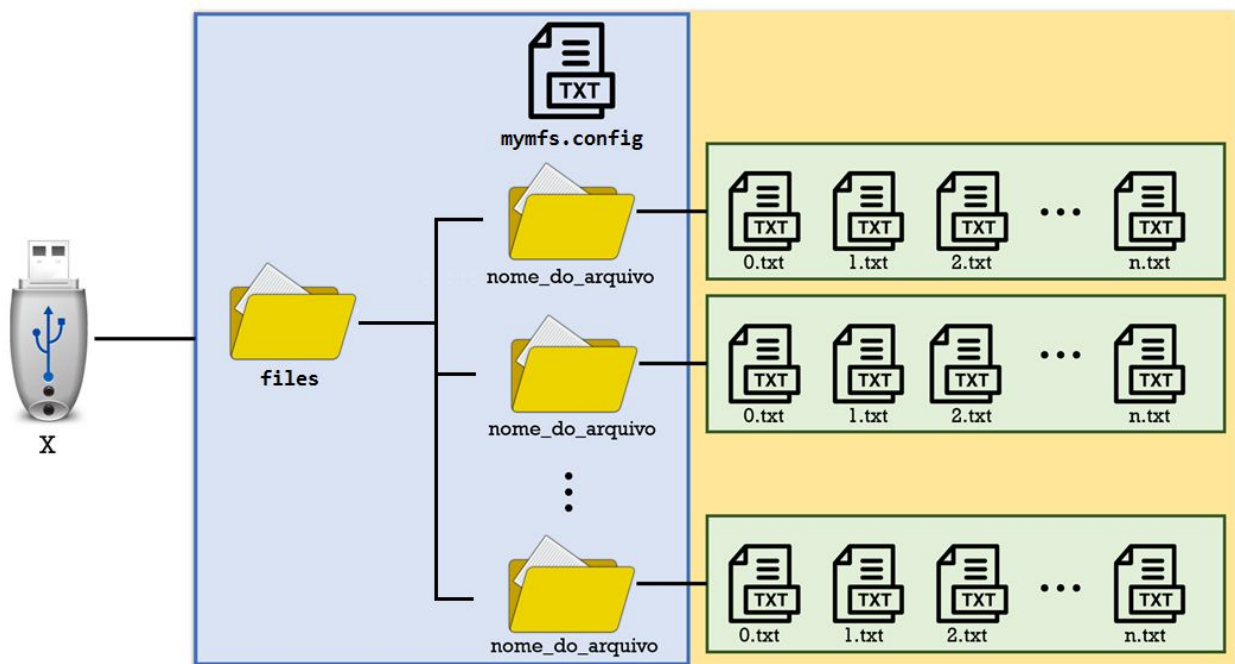 TXT
mymfs.config
nome_do_arquivo
TXT TXT TXT ... TXT
0.txt 1.txt 2.txt n.txt
X
files
nome_do_arquivo
TXT TXT TXT ... TXT
0.txt 1.txt 2.txt n.txt
nome_do_arquivo
TXT TXT TXT ... TXT
0.txt 1.txt 2.txt n.txt